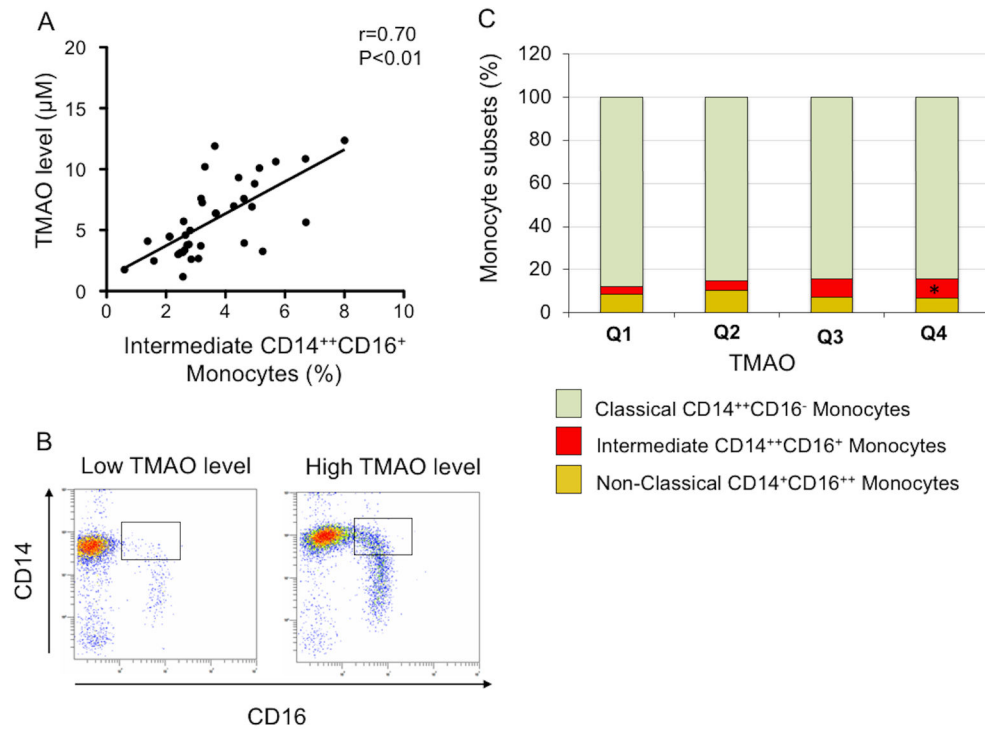 A
r=0.70
P<0.01
20
15
10
5
0
TMAO level (µM)
0 2 4 6 8 10
Intermediate CD14⁺⁺CD16⁺
Monocytes (%)
B
Low TMAO level
High TMAO level
CD14
CD16
C
120
100
80
60
40
20
0
Monocyte subsets (%)
*
Q1 Q2 Q3 Q4
TMAO
Classical CD14⁺⁺CD16⁻ Monocytes
Intermediate CD14⁺⁺CD16⁺ Monocytes
Non-Classical CD14⁺CD16⁺⁺ Monocytes